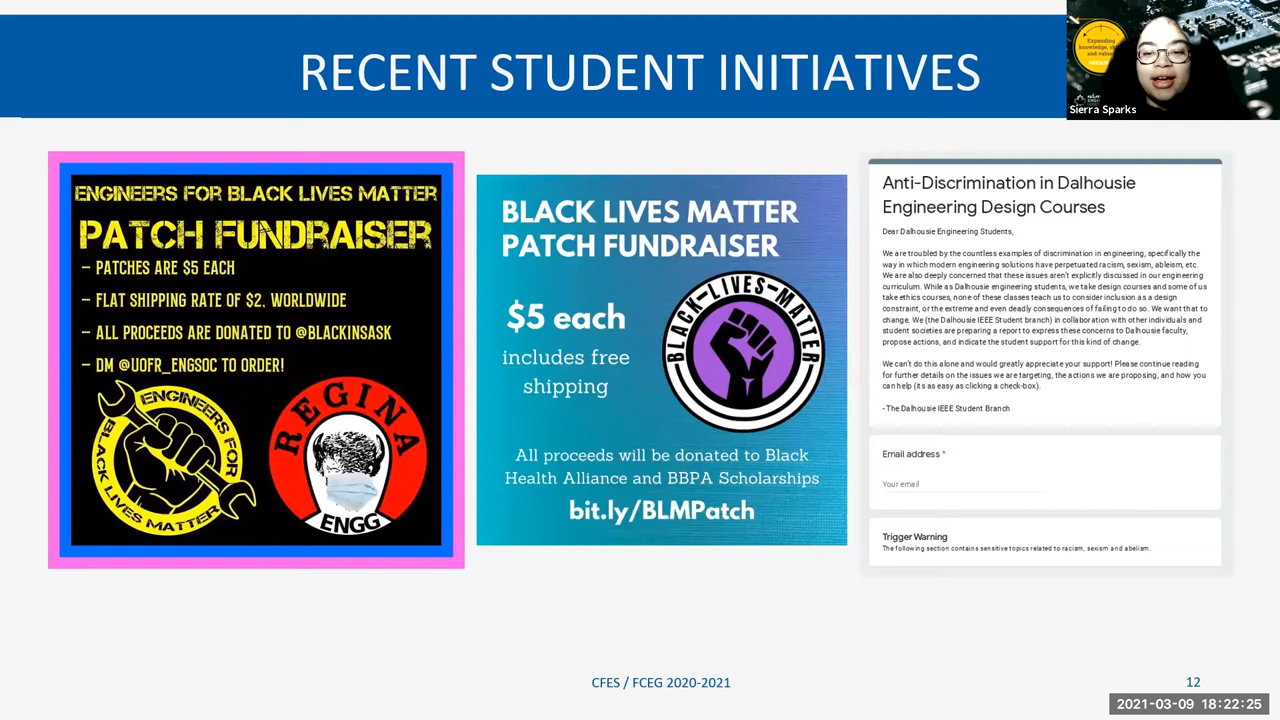 RECENT STUDENT INITIATIVES
Expanding
Sierra Sparks
ENGINEERS FOR BLACK LIVES MATTER
PATCH FUNDRAISER
– PATCHES ARE $5 EACH
– FLAT SHIPPING RATE OF $2, WORLDWIDE
– ALL PROCEEDS ARE DONATED TO @BLACKINSASK
– DM @UOFR_ENGSOC TO ORDER!
ENGINEERS FOR
BLACK LIVES MATTER
REGINA
ENGG
BLACK LIVES MATTER
PATCH FUNDRAISER
$5 each
includes free
shipping
BLACK-LIVES-MATTER
All proceeds will be donated to Black
Health Alliance and BBPA Scholarships
bit.ly/BLMPatch
Anti-Discrimination in Dalhousie
Engineering Design Courses
Dear Dalhousie Engineering Students,
We are troubled by the countless examples of discrimination in engineering, specifically the
way in which modern engineering solutions have perpetuated racism, sexism, ableism, etc.
We are also deeply concerned that these issues aren't explicitly discussed in our engineering
curriculum. While as Dalhousie engineering students, we take design courses and some of us
take ethics courses, none of these classes teach us to consider inclusion as a design
constraint, or the extreme and even deadly consequences of failing to do so. We want that to
change. We (the Dalhousie IEEE Student branch) in collaboration with other individuals and
student societies are preparing a report to express these concerns to Dalhousie faculty,
propose actions, and indicate the student support for this kind of change.
We can't do this alone and would greatly appreciate your support! Please continue reading
for further details on the issues we are targeting, the actions we are proposing, and how you
can help (it's as easy as clicking a check-box).
- The Dalhousie IEEE Student Branch
Email address *
Your email
Trigger Warning
The following section contains sensitive topics related to racism, sexism and abelism.
CFES / FCEG 2020-2021
12
2021-03-09 18:22:25